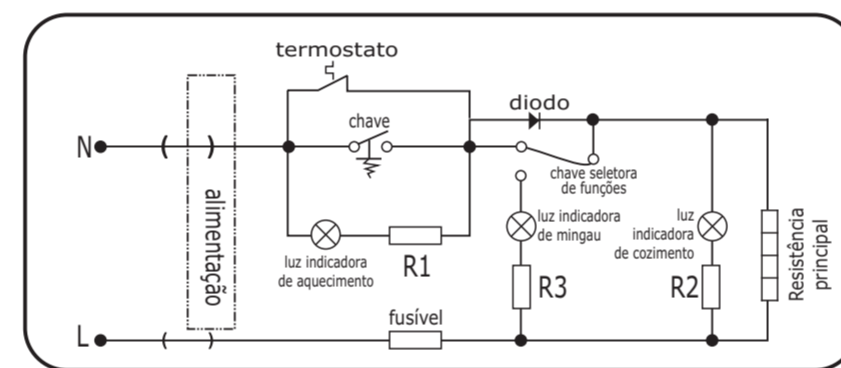 termostato
diodo
chave
N
alimentação
chave seletora
de funções
luz indicadora
de mingau
luz
indicadora
de cozimento
Resistência
principal
luz indicadora
de aquecimento
R1
R3
R2
fusível
L